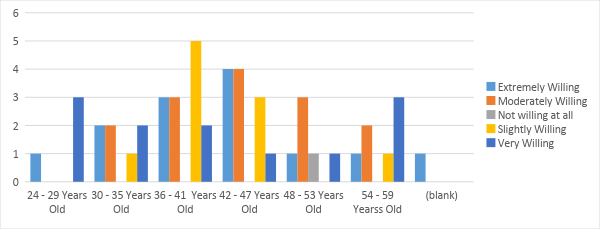 6
5
4
3
2
1
0
24 - 29 Years Old
30 - 35 Years Old
36 - 41 Years Old
42 - 47 Years Old
48 - 53 Years Old
54 - 59 Yearss Old
(blank)
Extremely Willing
Moderately Willing
Not willing at all
Slightly Willing
Very Willing